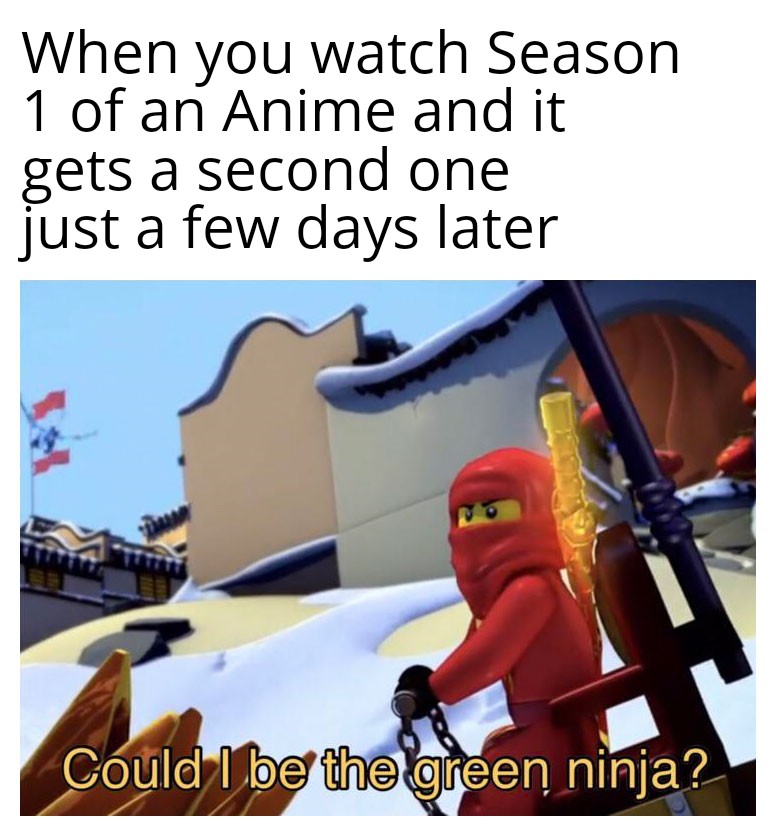 When you watch Season
1 of an Anime and it
gets a second one
just a few days later
Could I be the green ninja?